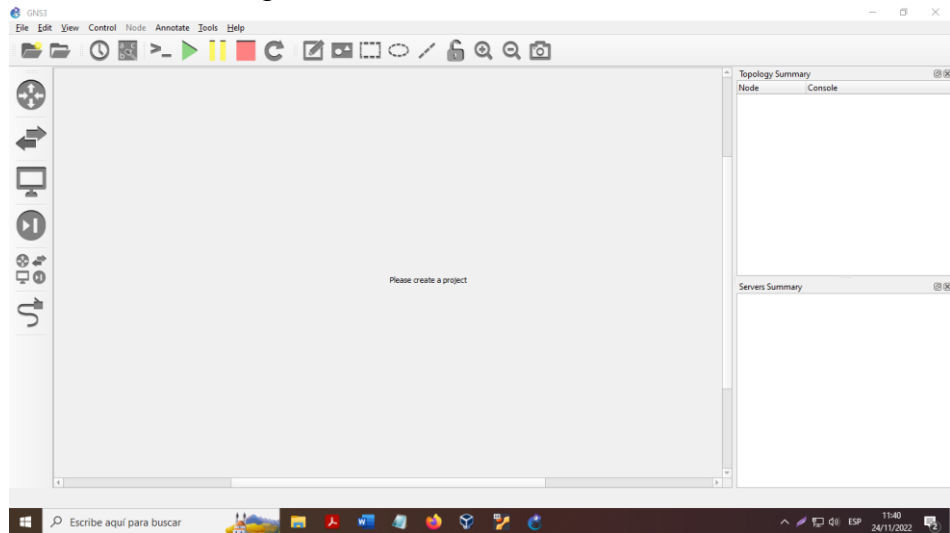 GNS3
File Edit View Control Node Annotate Tools Help
Topology Summary
Node Console
Please create a project
Servers Summary
Escribe aquí para buscar
ESP
11:40
24/11/2022